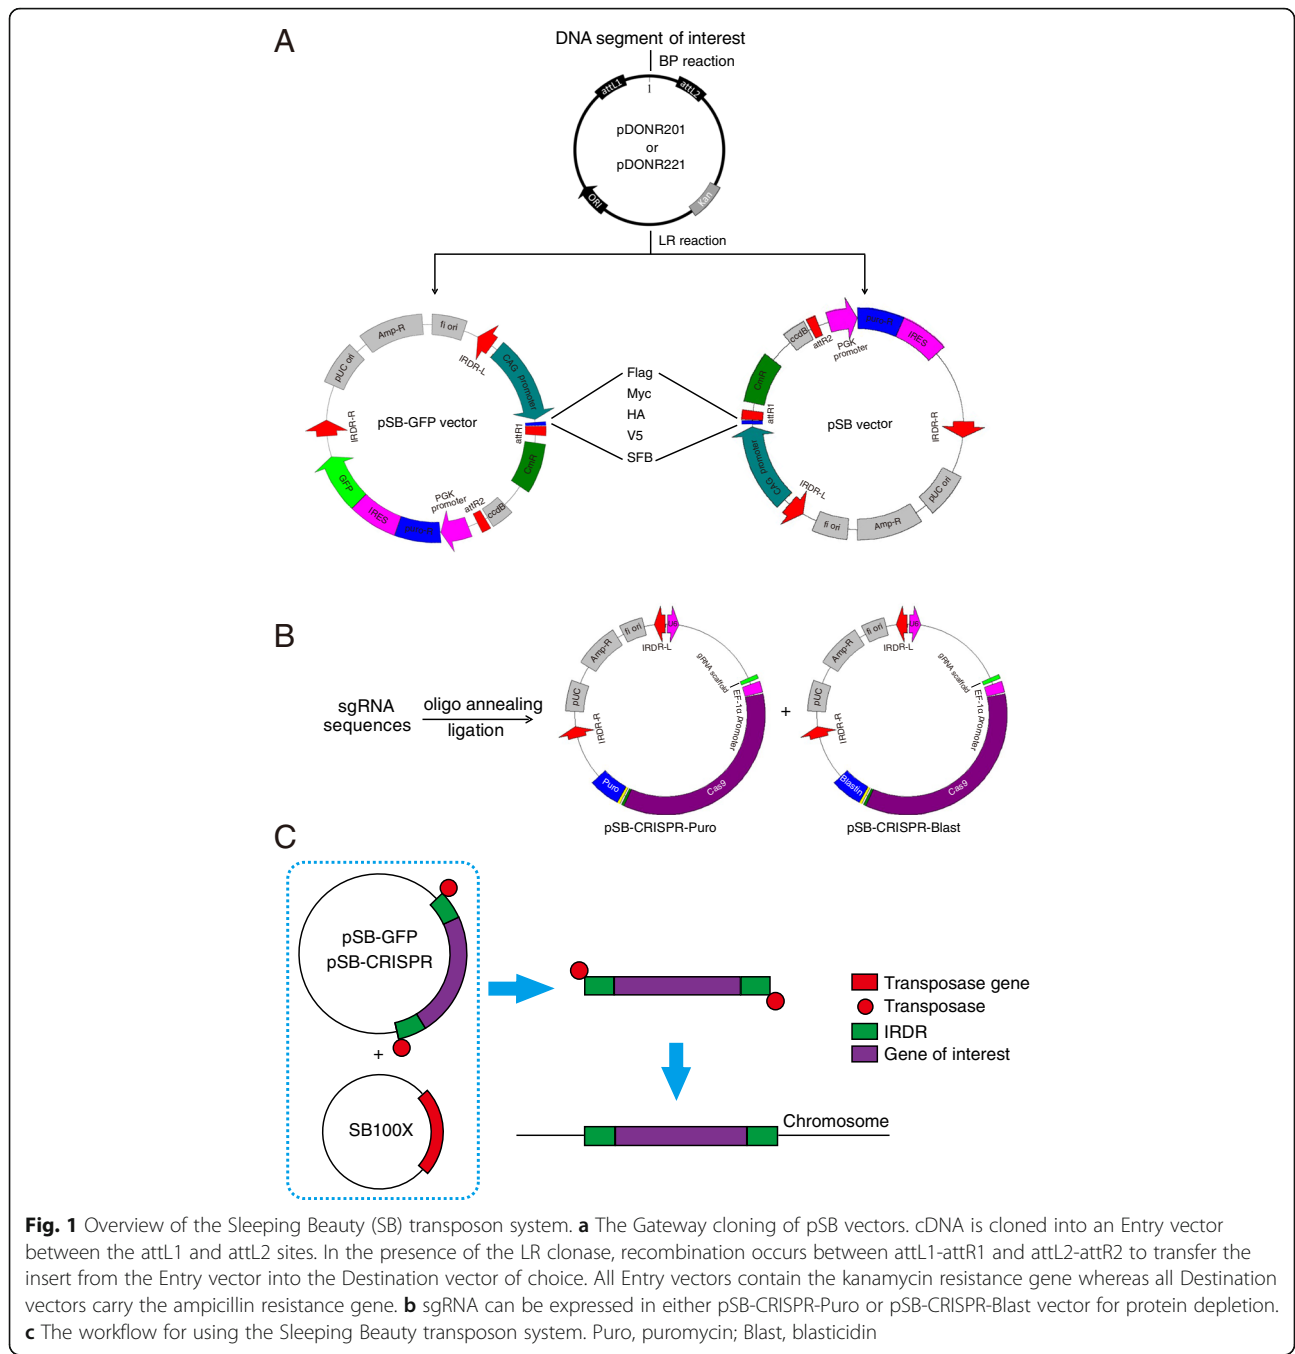 A
DNA segment of interest
BP reaction
attL1
1
attL2
pDONR201
or
pDONR221
ORI
Kan
LR reaction
pUC ori
Amp-R
fi ori
IRDR-L
CAG promoter
attR1
CmR
ccdB
attR2
PGK
promoter
IRES
GFP
IRDR-R
pSB-GFP vector
Flag
Myc
HA
V5
SFB
CmR
ccdB
attR2
PGK
promoter
IRES
IRDR-R
pUC ori
Amp-R
fi ori
IRDR-L
CAG promoter
attR1
pSB vector
B
sgRNA
sequences
oligo annealing
ligation
pUC
Amp-R
fi ori
IRDR-L
U6
gRNA scaffold
EF-1α promoter
Cas9
Puro
IRDR-R
pSB-CRISPR-Puro
+
pUC
Amp-R
fi ori
IRDR-L
gRNA scaffold
EF-1α promoter
Cas9
Blastin
IRDR-R
pSB-CRISPR-Blast
C
pSB-GFP
pSB-CRISPR
+
SB100X
Transposase gene
Transposase
IRDR
Gene of interest
Chromosome
Fig. 1 Overview of the Sleeping Beauty (SB) transposon system. a The Gateway cloning of pSB vectors. cDNA is cloned into an Entry vector
between the attL1 and attL2 sites. In the presence of the LR clonase, recombination occurs between attL1-attR1 and attL2-attR2 to transfer the
insert from the Entry vector into the Destination vector of choice. All Entry vectors contain the kanamycin resistance gene whereas all Destination
vectors carry the ampicillin resistance gene. b sgRNA can be expressed in either pSB-CRISPR-Puro or pSB-CRISPR-Blast vector for protein depletion.
c The workflow for using the Sleeping Beauty transposon system. Puro, puromycin; Blast, blasticidin